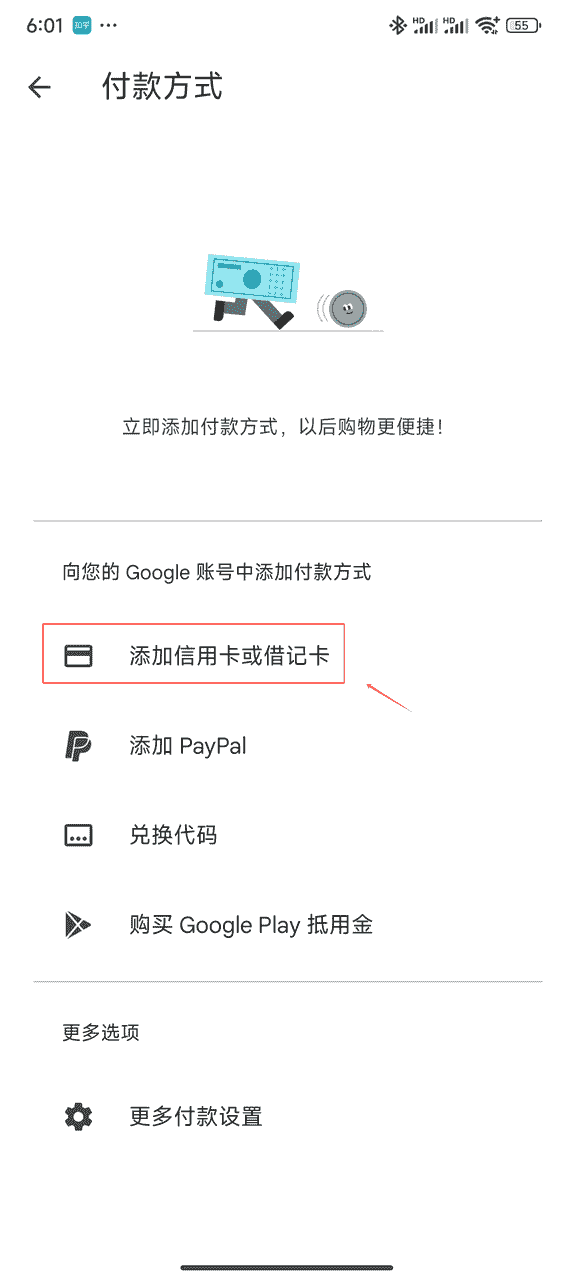 6:01 知乎 ···
HD HD 55
付款方式
立即添加付款方式，以后购物更便捷！
向您的 Google 账号中添加付款方式
添加信用卡或借记卡
添加 PayPal
兑换代码
购买 Google Play 抵用金
更多选项
更多付款设置